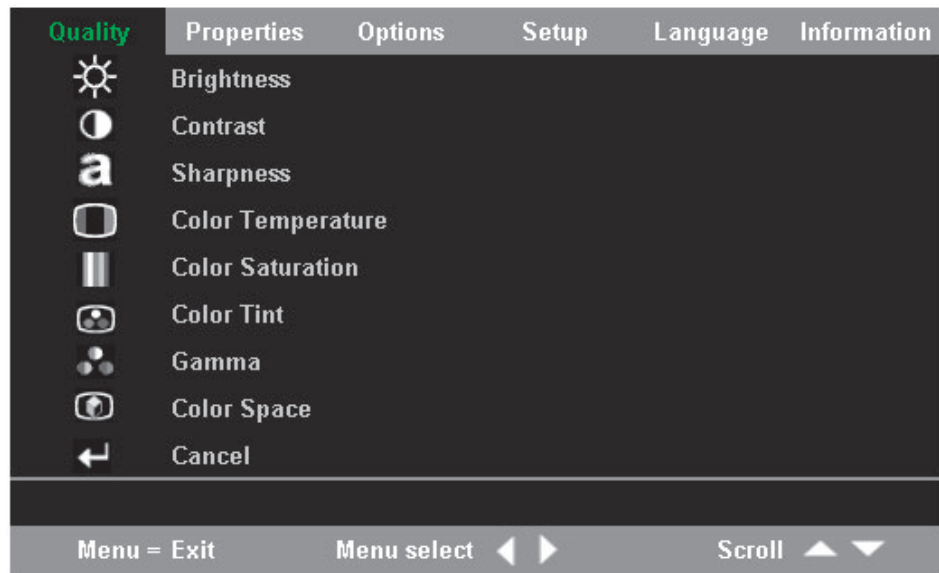 Quality Properties Options Setup Language Information
Brightness
Contrast
a Sharpness
Color Temperature
Color Saturation
Color Tint
Gamma
Color Space
Cancel
Menu = Exit Menu select Scroll